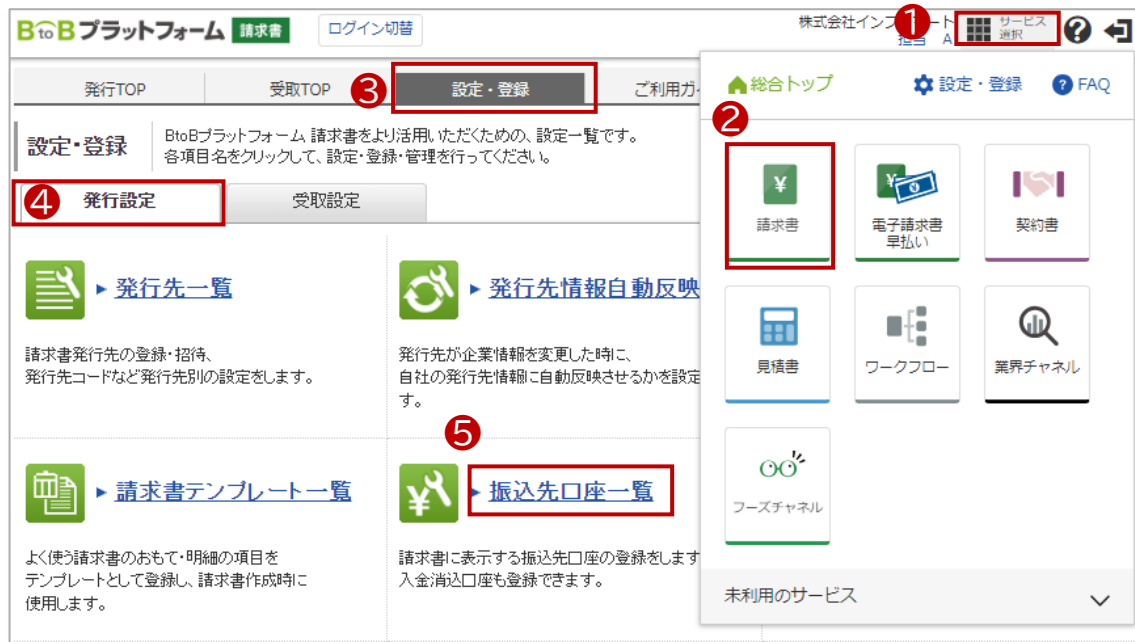 BtoBプラットフォーム 請求書
ログイン切替
株式会社インフ
ート
担当 A
1
サービス
選択
?
発行TOP
受取TOP
3
設定・登録
ご利用ガ
総合トップ
設定・登録
? FAQ
設定・登録
BtoBプラットフォーム 請求書をより活用いただくための、設定一覧です。
各項目名をクリックして、設定・登録・管理を行ってください。
4
発行設定
受取設定
2
¥
請求書
¥
電子請求書
早払い
契約書
見積書
ワークフロー
業界チャネル
フーズチャネル
未利用のサービス
発行先一覧
請求書発行先の登録・招待、
発行先コードなど発行先別の設定をします。
発行先情報自動反映
発行先が企業情報を変更した時に、
自社の発行先情報に自動反映させるかを設定
す。
請求書テンプレート一覧
よく使う請求書のおもて・明細の項目を
テンプレートとして登録し、請求書作成時に
使用します。
5
¥
振込先口座一覧
請求書に表示する振込先口座の登録をします
入金消込口座も登録できます。